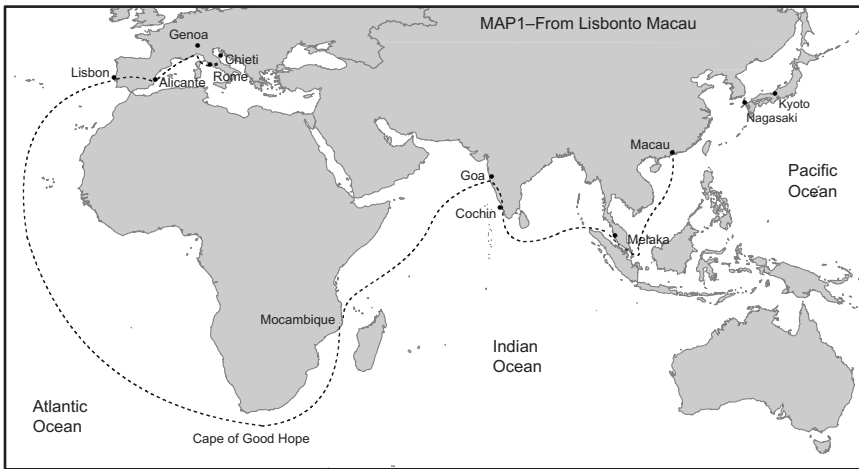 MAP1–From Lisbonto Macau
Genoa
Chieti
Lisbon
Rome
Alicante
Kyoto
Nagasaki
Macau
Pacific
Ocean
Goa
Cochin
Melaka
Mocambique
Indian
Ocean
Atlantic
Ocean
Cape of Good Hope